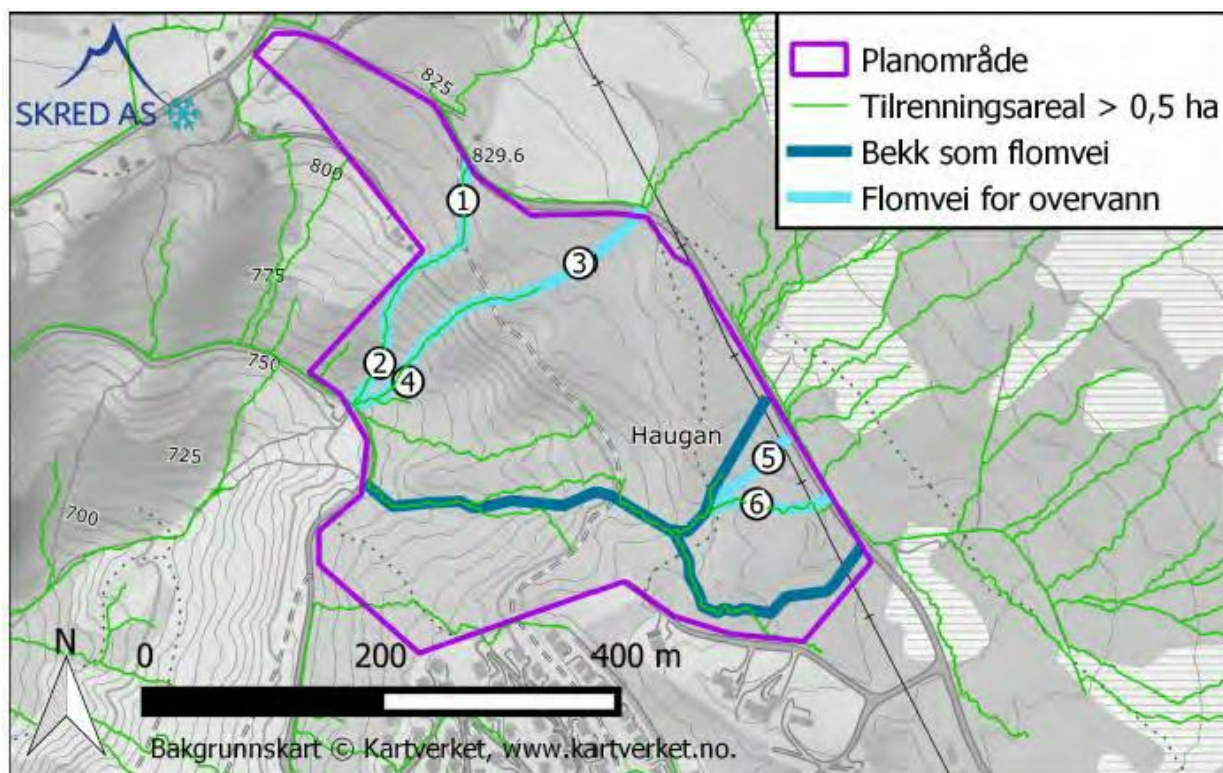 SKRED AS
Planområde
Tilrenningsareal > 0,5 ha
Bekk som flomvei
Flomvei for overvann
825
829.6
800
1
3
775
750
2
4
Haugan
725
5
6
700
N
0
200
400 m
Bakgrunnskart © Kartverket, www.kartverket.no.